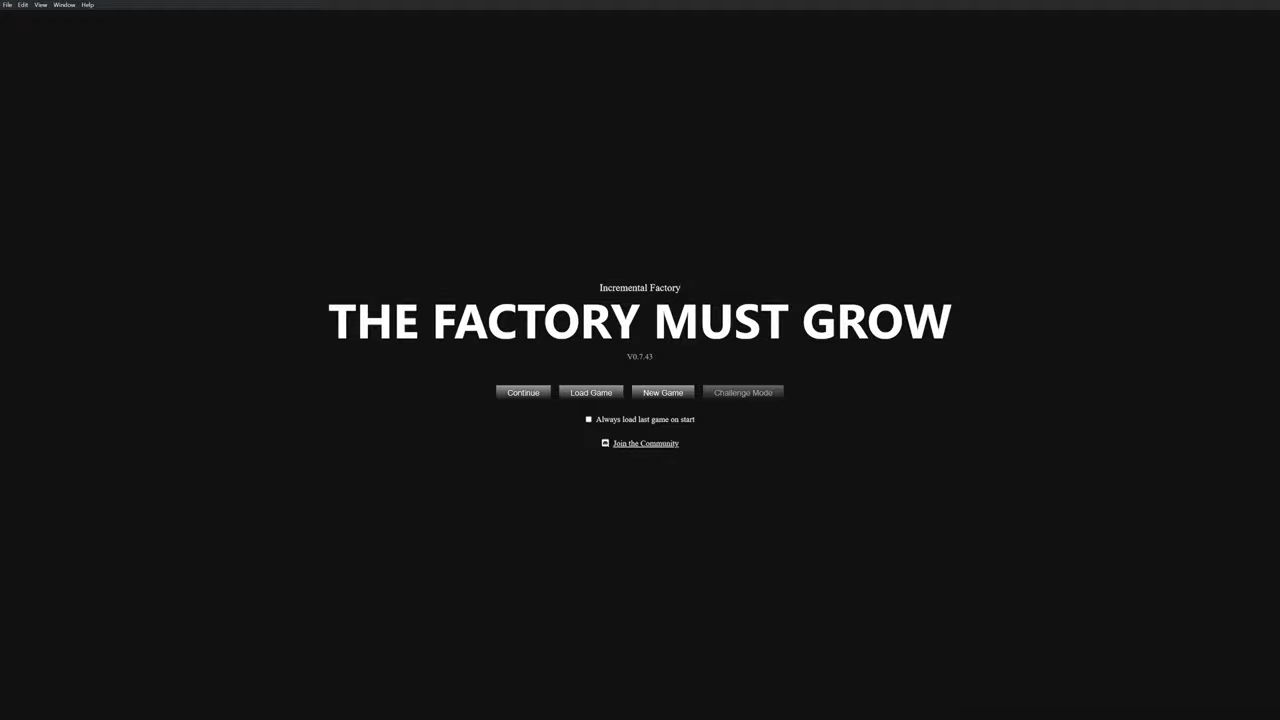 File Edit View Window Help
Incremental Factory
THE FACTORY MUST GROW
V0.7.43
Continue Load Game New Game Challenge Mode
Always load last game on start
Join the Community